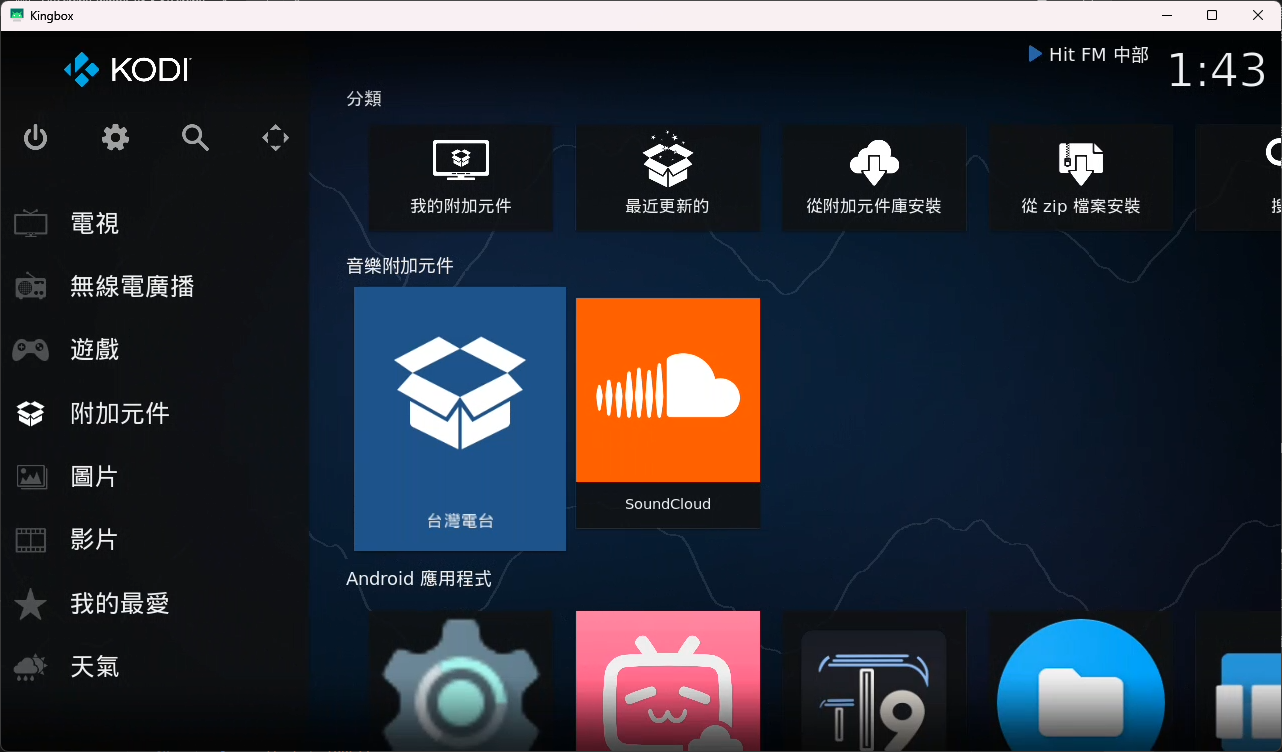 Kingbox
KODI
Hit FM 中部
1:43
分類
我的附加元件
最近更新的
從附加元件庫安裝
從 zip 檔案安裝
電視
無線電廣播
遊戲
附加元件
圖片
影片
我的最愛
天氣
音樂附加元件
台灣電台
SoundCloud
Android 應用程式
T9